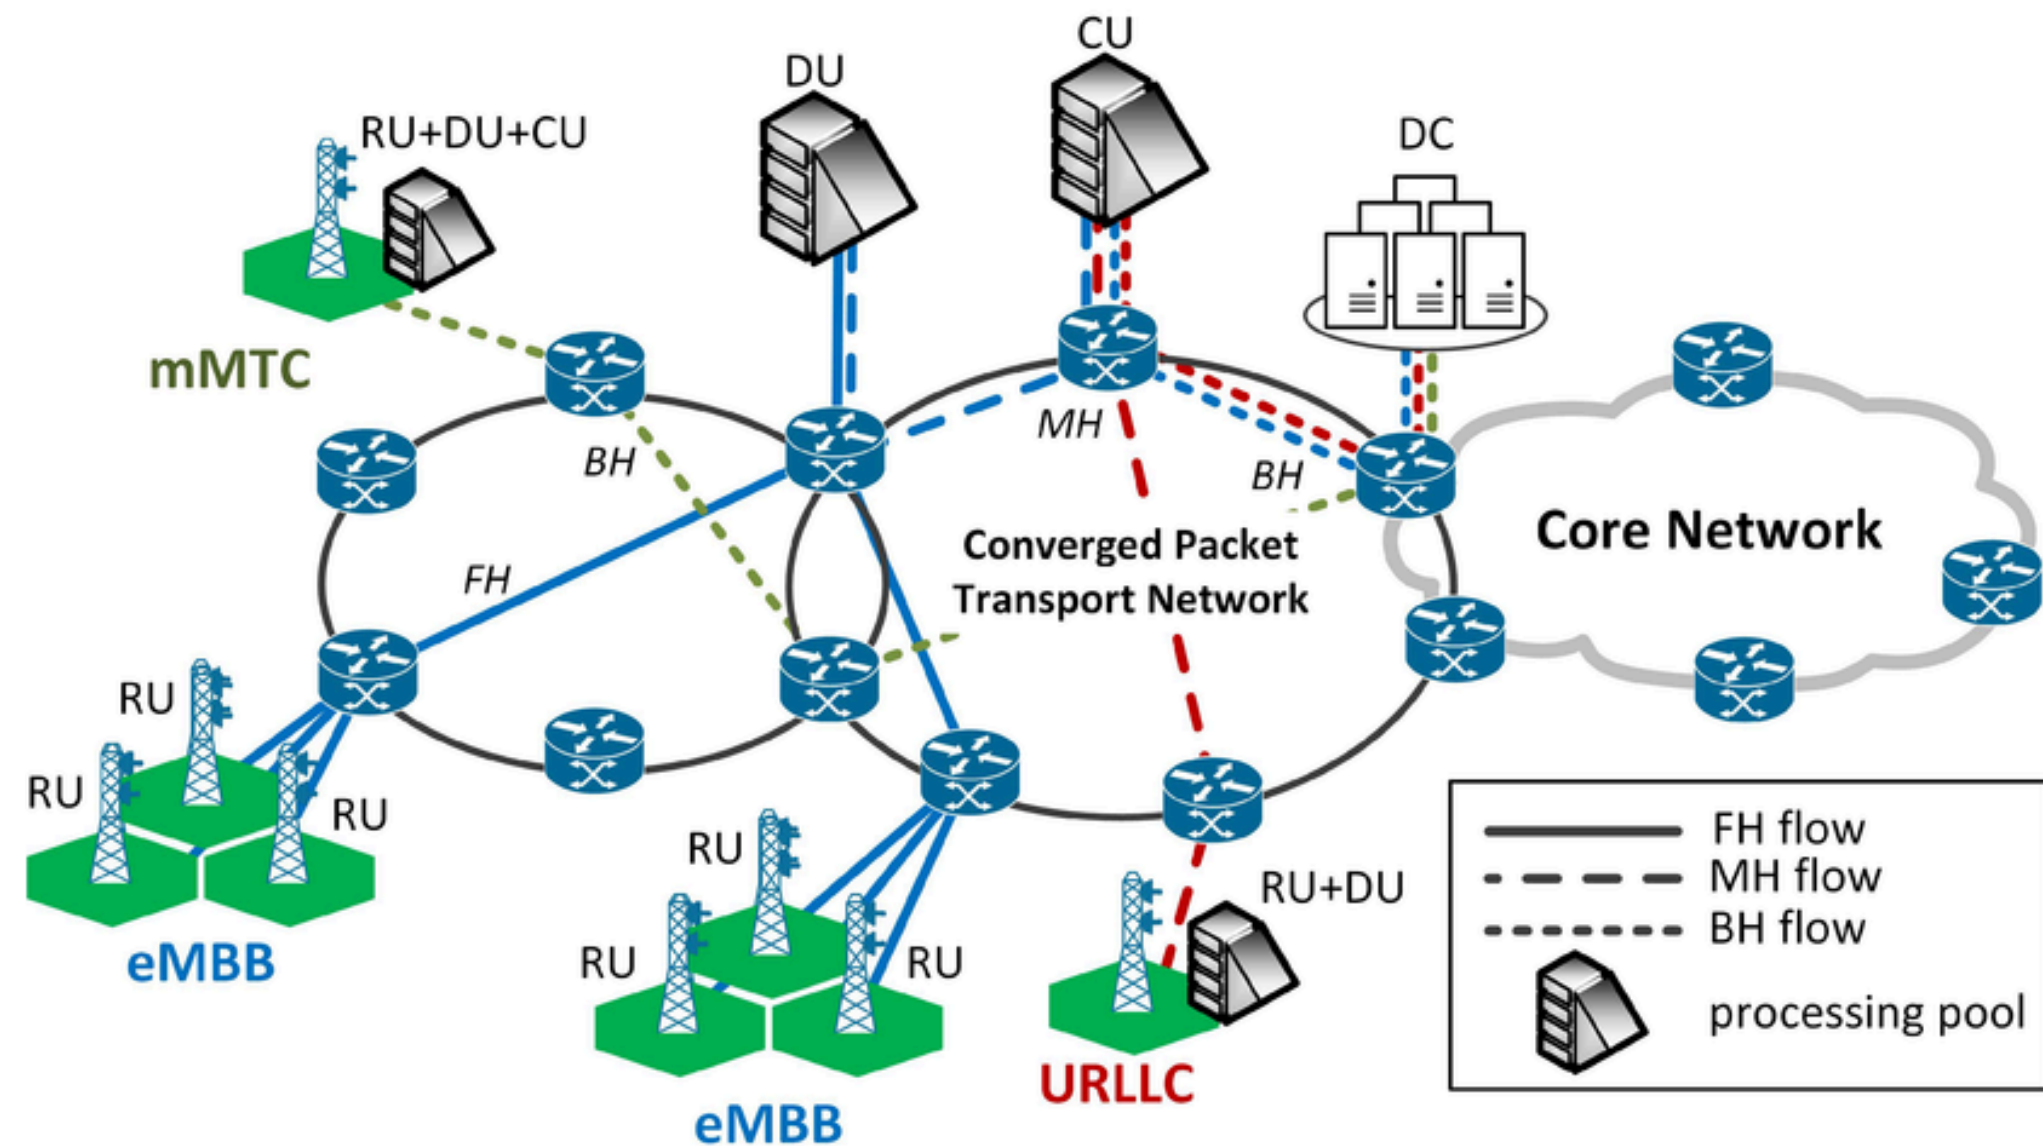 CU
DU
DC
RU+DU+CU
mMTC
MH
BH
BH
Core Network
Converged Packet
Transport Network
FH
RU
RU
RU
eMBB
RU
RU
RU
eMBB
RU+DU
URLLC
FH flow
MH flow
BH flow
processing pool